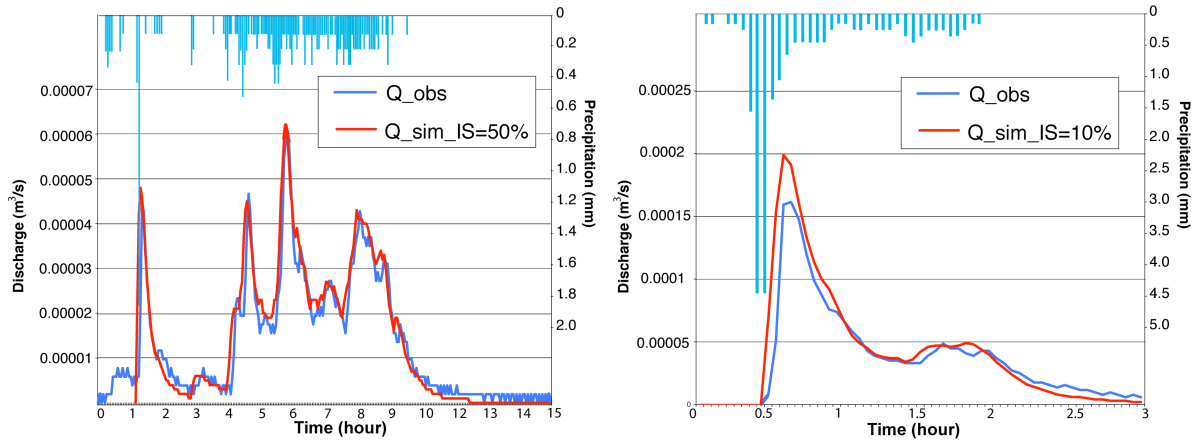 0
0.2
0.4
0.6
0.8
1.0
1.2
1.4
1.6
1.8
2.0
Precipitation (mm)
0.00007
0.00006
0.00005
0.00004
0.00003
0.00002
0.00001
Discharge (m³/s)
Q_obs
Q_sim_IS=50%
0 1 2 3 4 5 6 7 8 9 10 11 12 13 14 15
Time (hour)
0
0.5
1.0
1.5
2.0
2.5
3.0
3.5
4.0
4.5
5.0
Precipitation (mm)
0.00025
0.0002
0.00015
0.0001
0.00005
0
Discharge (m³/s)
Q_obs
Q_sim_IS=10%
0 0.5 1 1.5 2 2.5 3
Time (hour)